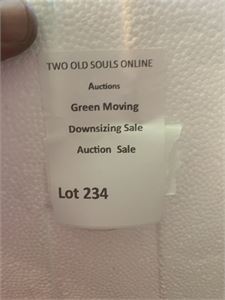 TWO OLD SOULS ONLINE
Auctions
Green Moving
Downsizing Sale
Auction Sale
Lot 234